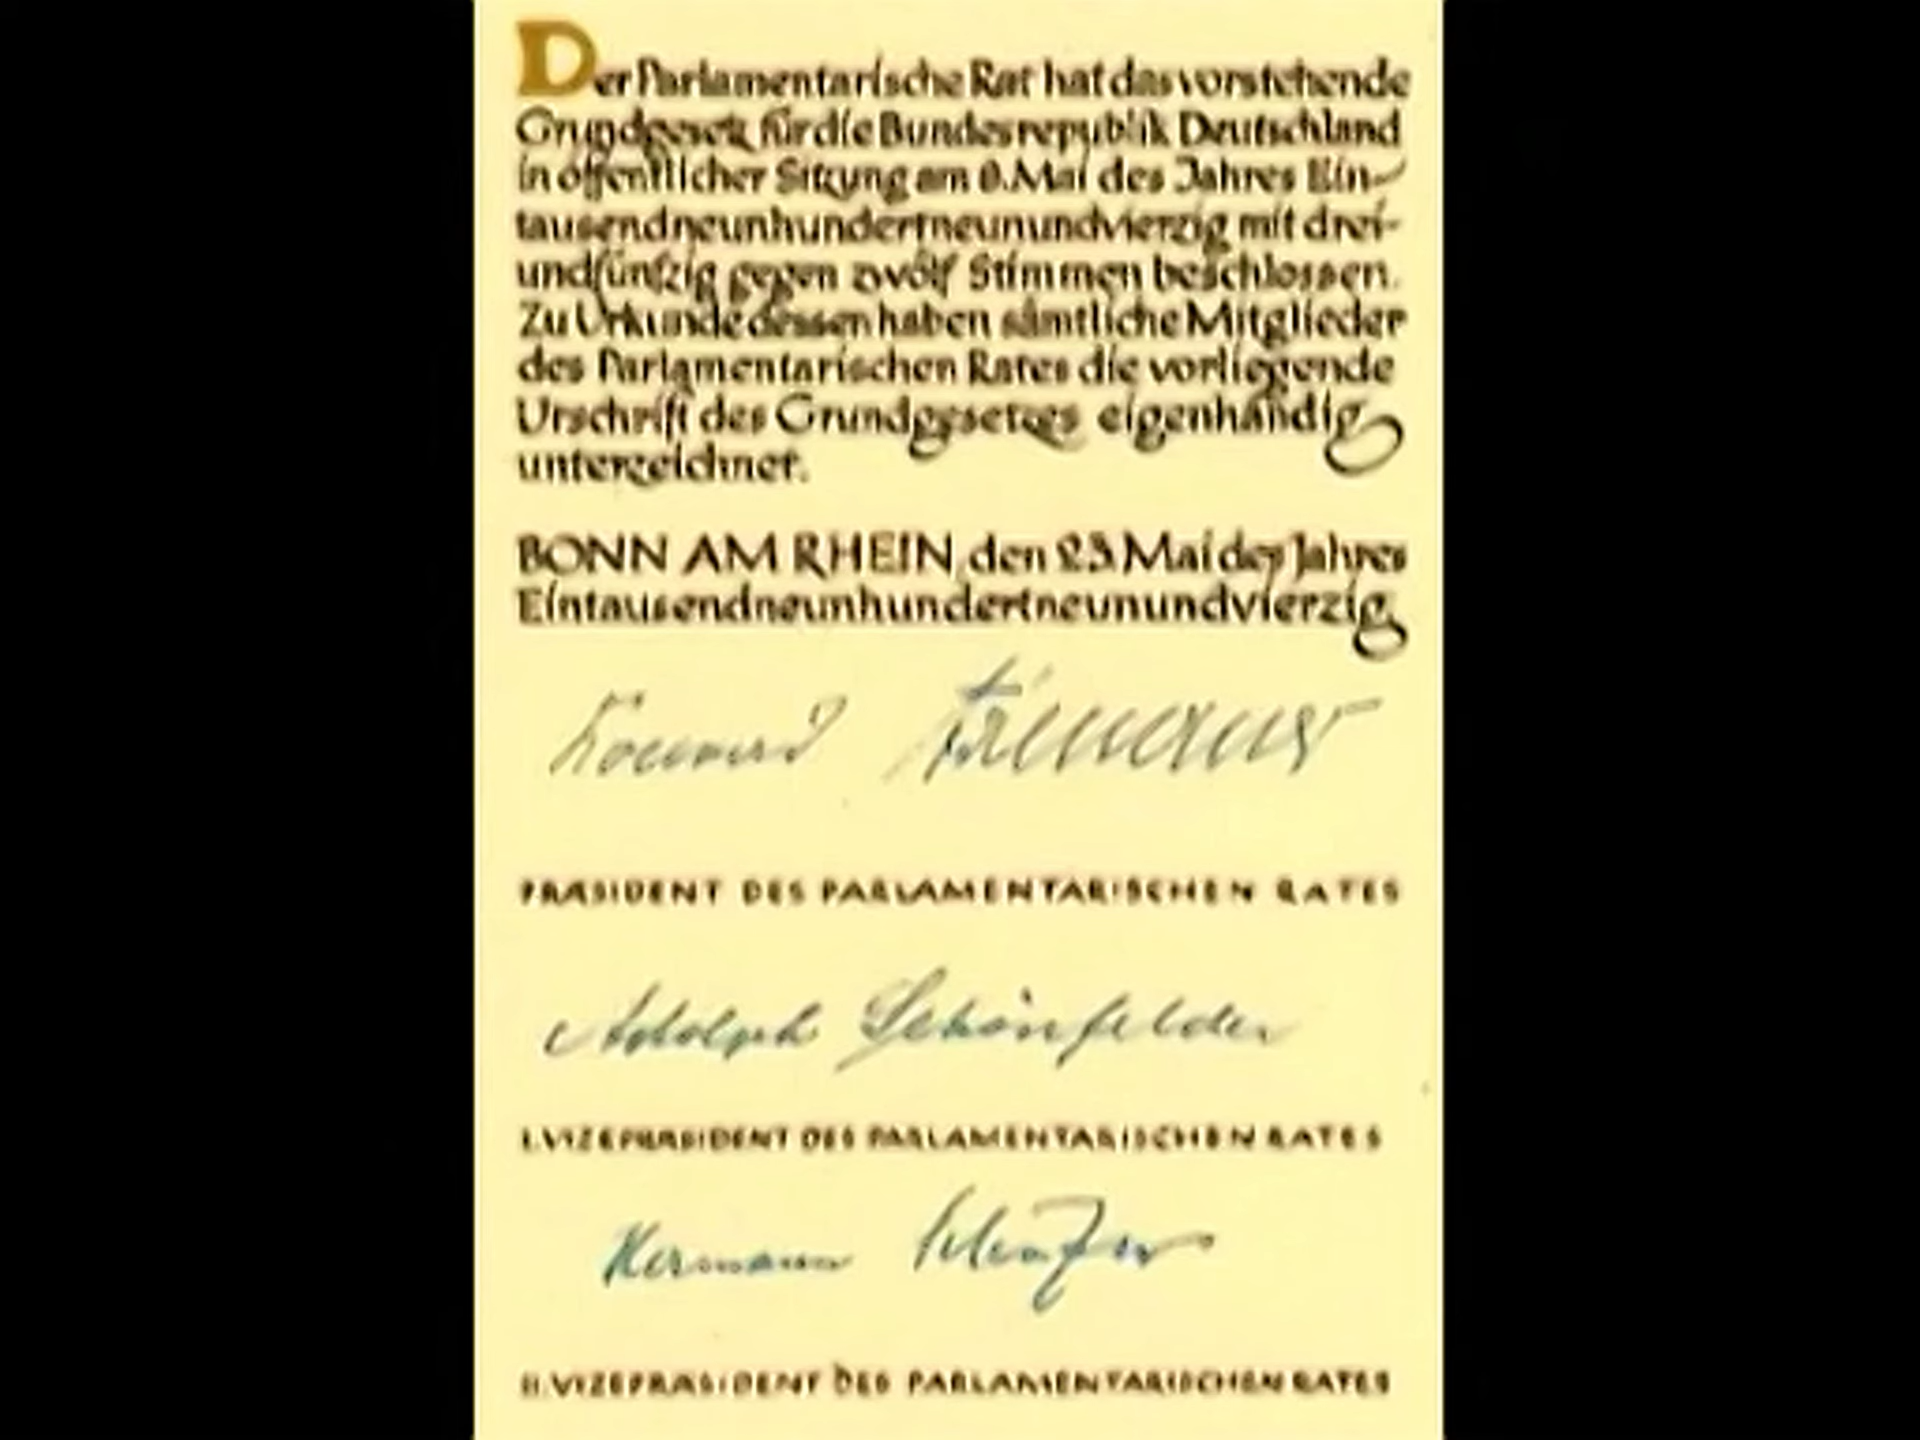 Der Parlamentarische Rat hat das vorstehende
Grundgesetz für die Bundesrepublik Deutschland
in öffentlicher Sitzung am 8. Mai des Jahres Ein-
tausendneunhundertneunundvierzig mit drei-
undfünfzig gegen zwölf Stimmen beschlossen.
Zu Urkunde dessen haben sämtliche Mitglieder
des Parlamentarischen Rates die vorliegende
Urschrift des Grundgesetzes eigenhändig
unterzeichnet.
BONN AM RHEIN, den 23. Mai des Jahres
Eintausendneunhundertneunundvierzig
Konrad Adenauer
PRÆSIDENT DES PARLAMENTARISCHEN RATES
Adolph Schönfelder
I. VIZEPRÆSIDENT DES PARLAMENTARISCHEN RATES
Hermann Schäfer
II. VIZEPRÆSIDENT DES PARLAMENTARISCHEN RATES